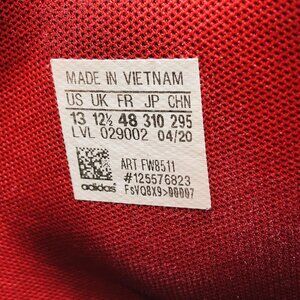 MADE IN VIETNAM
US UK FR JP CHN
13 12½ 48 310 295
LVL 029002 04/20
ART FW8511
#125576823
adidas FsVQ8X9>D0007